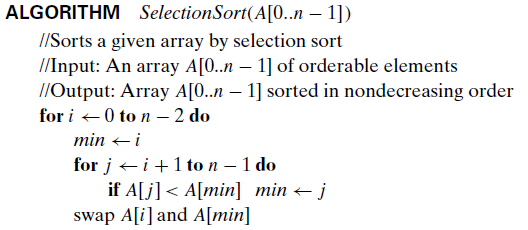 ALGORITHM SelectionSort(A[0..n – 1])
//Sorts a given array by selection sort
//Input: An array A[0..n – 1] of orderable elements
//Output: Array A[0..n – 1] sorted in nondecreasing order
for i ← 0 to n – 2 do
min ← i
for j ← i + 1 to n – 1 do
if A[j] < A[min] min ← j
swap A[i] and A[min]